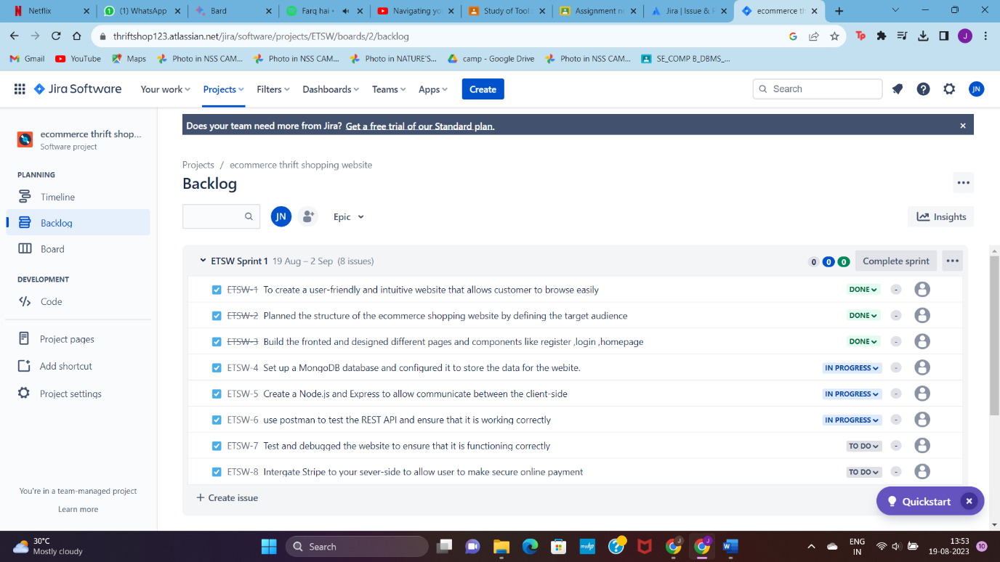 Netflix
(1) WhatsApp
Bard
Farq hai •
Navigating yo
Study of Tool
Assignment n
Jira | Issue & F
ecommerce th
thriftshop123.atlassian.net/jira/software/projects/ETSW/boards/2/backlog
Gmail
YouTube
Maps
Photo in NSS CAM...
Photo in NSS CAM...
Photo in NATURE'S...
camp - Google Drive
Photo in NSS CAM...
SE_COMP B_DBMS_...
Jira Software
Your work
Projects
Filters
Dashboards
Teams
Apps
Create
Search
JN
ecommerce thrift shop...
Software project
PLANNING
Timeline
Backlog
Board
DEVELOPMENT
Code
Project pages
Add shortcut
Project settings
You're in a team-managed project
Learn more
Does your team need more from Jira? Get a free trial of our Standard plan.
Projects / ecommerce thrift shopping website
Backlog
JN
Epic
Insights
ETSW Sprint 1 19 Aug – 2 Sep (8 issues)
0 0 0 Complete sprint
ETSW-1 To create a user-friendly and intuitive website that allows customer to browse easily DONE -
ETSW-2 Planned the structure of the ecommerce shopping website by defining the target audience DONE -
ETSW-3 Build the fronted and designed different pages and components like register ,login ,homepage DONE -
ETSW-4 Set up a MongoDB database and configured it to store the data for the webite. IN PROGRESS -
ETSW-5 Create a Node.js and Express to allow communicate between the client-side IN PROGRESS -
ETSW-6 use postman to test the REST API and ensure that it is working correctly IN PROGRESS -
ETSW-7 Test and debugged the website to ensure that it is functioning correctly TO DO -
ETSW-8 Intergate Stripe to your sever-side to allow user to make secure online payment TO DO -
+ Create issue
Quickstart
30°C
Mostly cloudy
Search
ENG
IN
13:53
19-08-2023
10